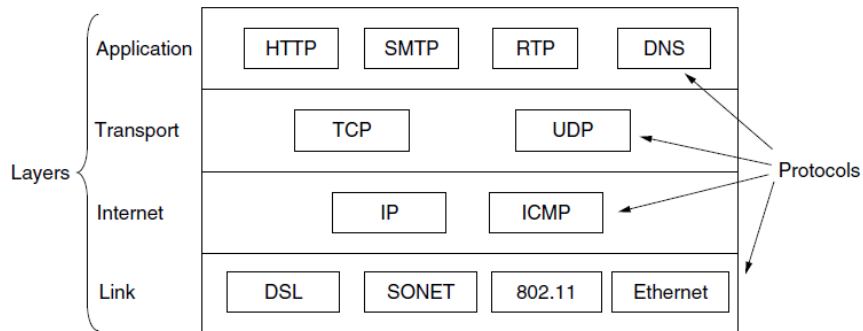 Application HTTP SMTP RTP DNS
Transport TCP UDP
Layers Protocols
Internet IP ICMP
Link DSL SONET 802.11 Ethernet